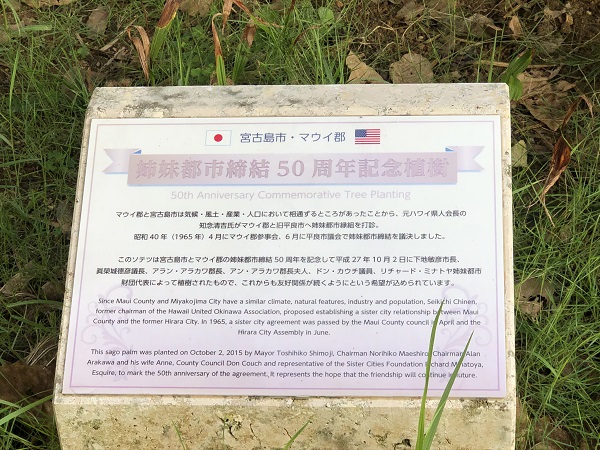 宮古島市・マウイ郡
姉妹都市締結50周年記念植樹
50th Anniversary Commemorative Tree Planting
マウイ郡と宮古島市は気候・風土・産業・人口において相通ずるところがあったことから、元ハワイ県人会長の
知念清吉氏がマウイ郡と旧平良市へ姉妹都市縁組を打診。
昭和40年（1965年）4月にマウイ郡参事会、6月に平良市議会で姉妹都市締結を議決しました。
このソテツは宮古島市とマウイ郡の姉妹都市締結50周年を記念して平成27年10月2日に下地敏彦市長、
真榮城徳彦議長、アラン・アラカワ郡長、アン・アラカワ郡長夫人、ドン・カウチ議員、リチャード・ミナトヤ姉妹都市
財団代表によって植樹されたもので、これからも友好関係が続くようにという希望が込められています。
Since Maui County and Miyakojima City have a similar climate, natural features, industry and population, Seikichi Chinen,
former chairman of the Hawaii United Okinawa Association, proposed establishing a sister city relationship between Maui
County and the former Hirara City. In 1965, a sister city agreement was passed by the Maui County council in April and the
Hirara City Assembly in June.
This sago palm was planted on October 2, 2015 by Mayor Toshihiko Shimoji, Chairman Norihiko Maeshiro, Chairman Alan
Arakawa and his wife Anne, County Council Don Couch and representative of the Sister Cities Foundation Richard Minatoya,
Esquire, to mark the 50th anniversary of the agreement. It represents the hope that the friendship will continue in future.